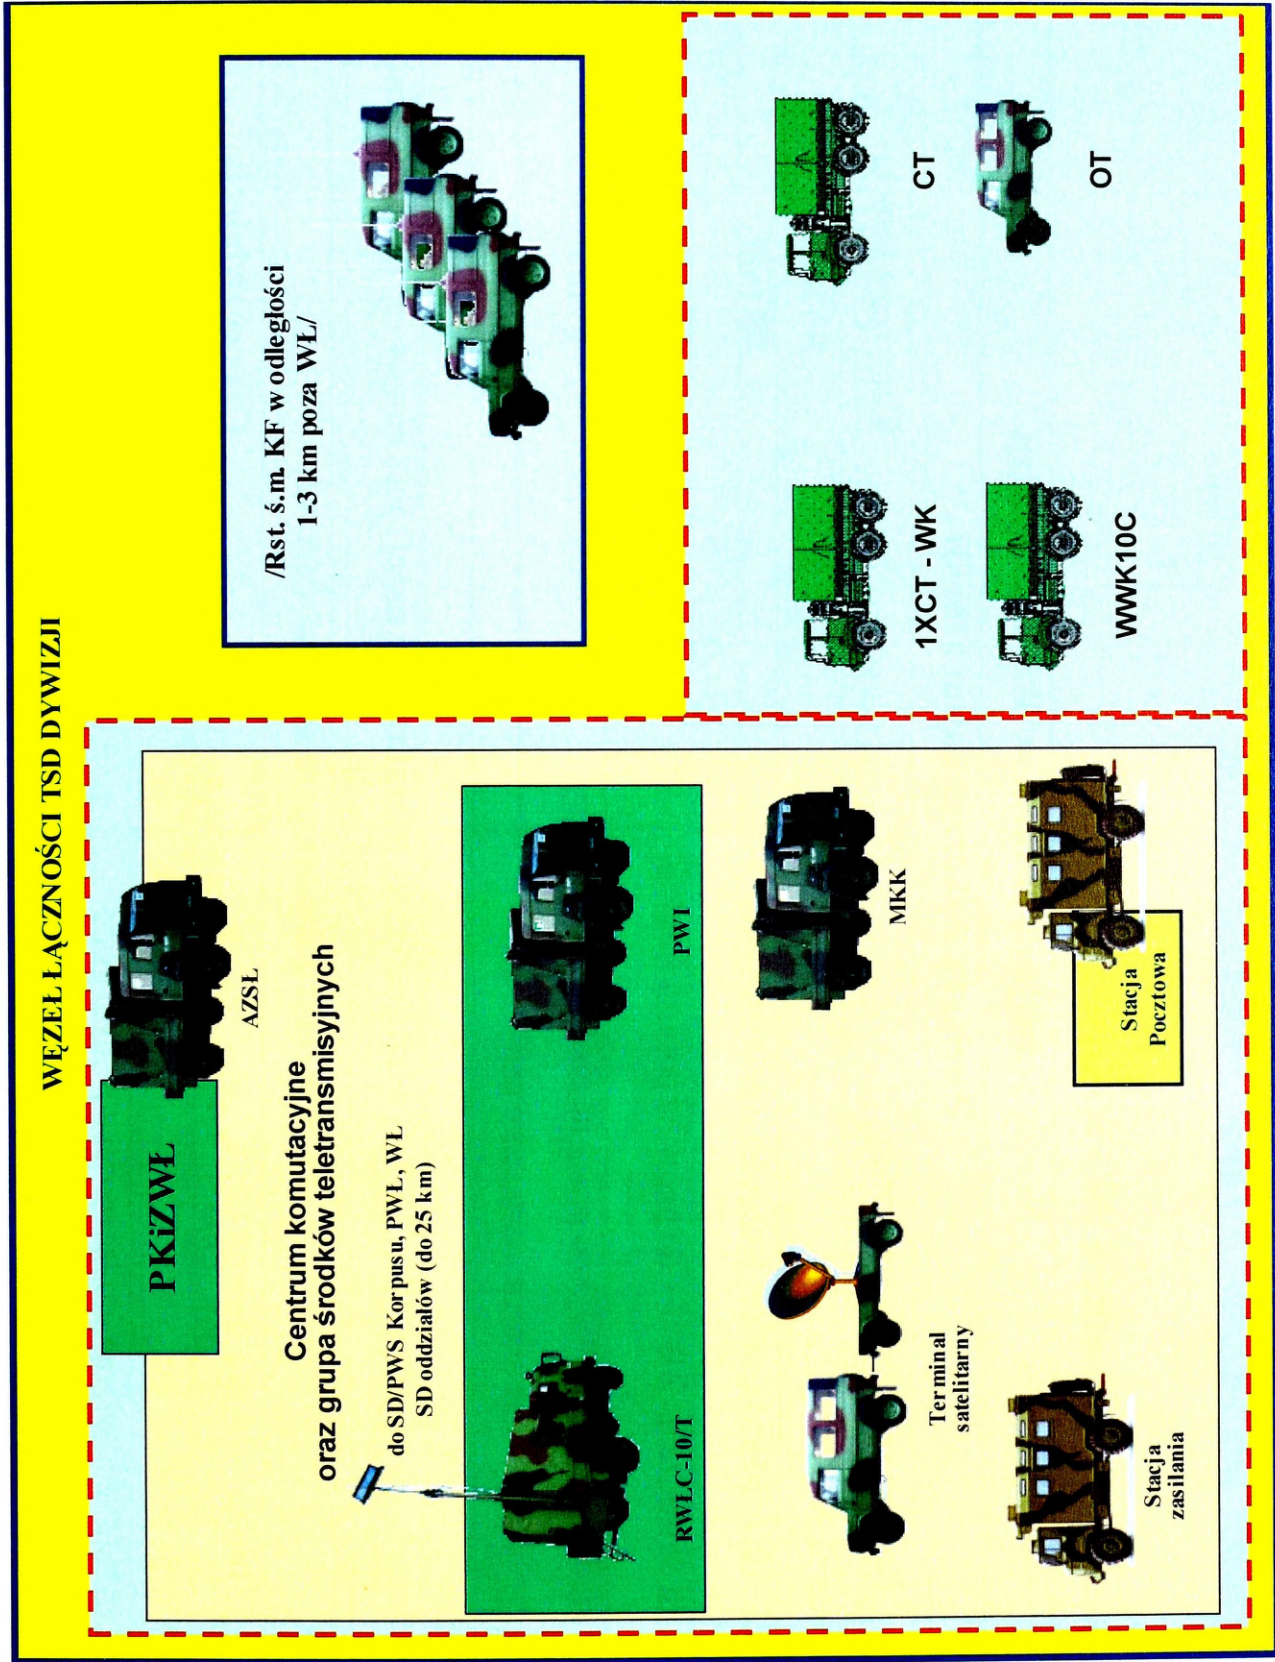 WĘZEŁ ŁĄCZNOŚCI TSD DYWIZJI
PKiZWŁ
AZSŁ
Centrum komutacyjne
oraz grupa środków teletransmisyjnych
do SD/PWS Korpusu, PWŁ, WŁ
SD oddziałów (do 25 km)
RWŁC-10/T
PWI
Terminal
satelitarny
MKK
Stacja
zasilania
Stacja
Pocztowa
/Rst. ś.m. KF w odległości
1-3 km poza WŁ/
1XCT - WK
CT
WWK10C
OT